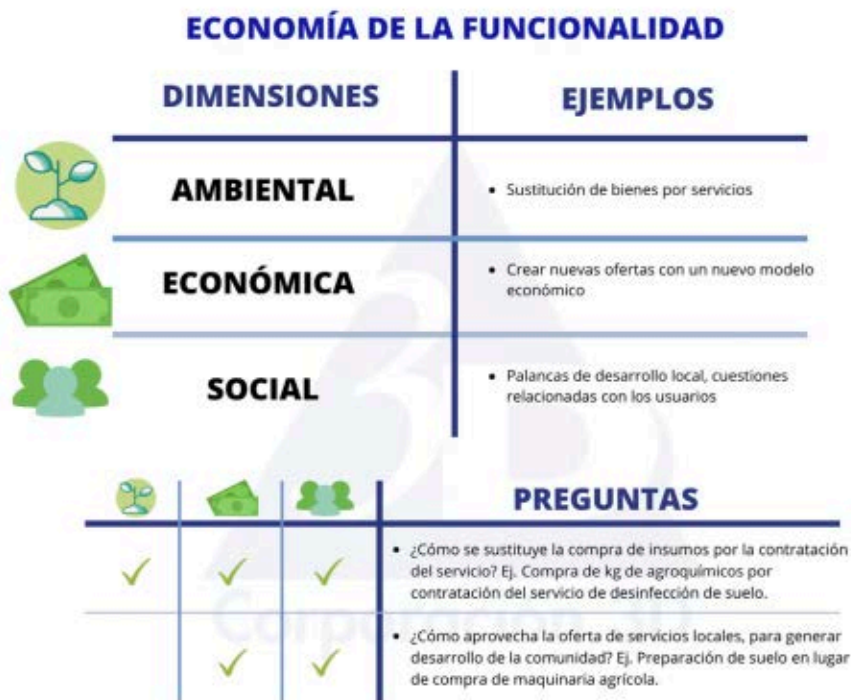 ECONOMÍA DE LA FUNCIONALIDAD
DIMENSIONES
EJEMPLOS
AMBIENTAL
• Sustitución de bienes por servicios
ECONÓMICA
• Crear nuevas ofertas con un nuevo modelo
económico
SOCIAL
• Palancas de desarrollo local, cuestiones
relacionadas con los usuarios
PREGUNTAS
• ¿Cómo se sustituye la compra de insumos por la contratación
del servicio? Ej. Compra de kg de agroquímicos por
contratación del servicio de desinfección de suelo.
• ¿Cómo aprovecha la oferta de servicios locales, para generar
desarrollo de la comunidad? Ej. Preparación de suelo en lugar
de compra de maquinaria agrícola.
3D
Corporación 3D